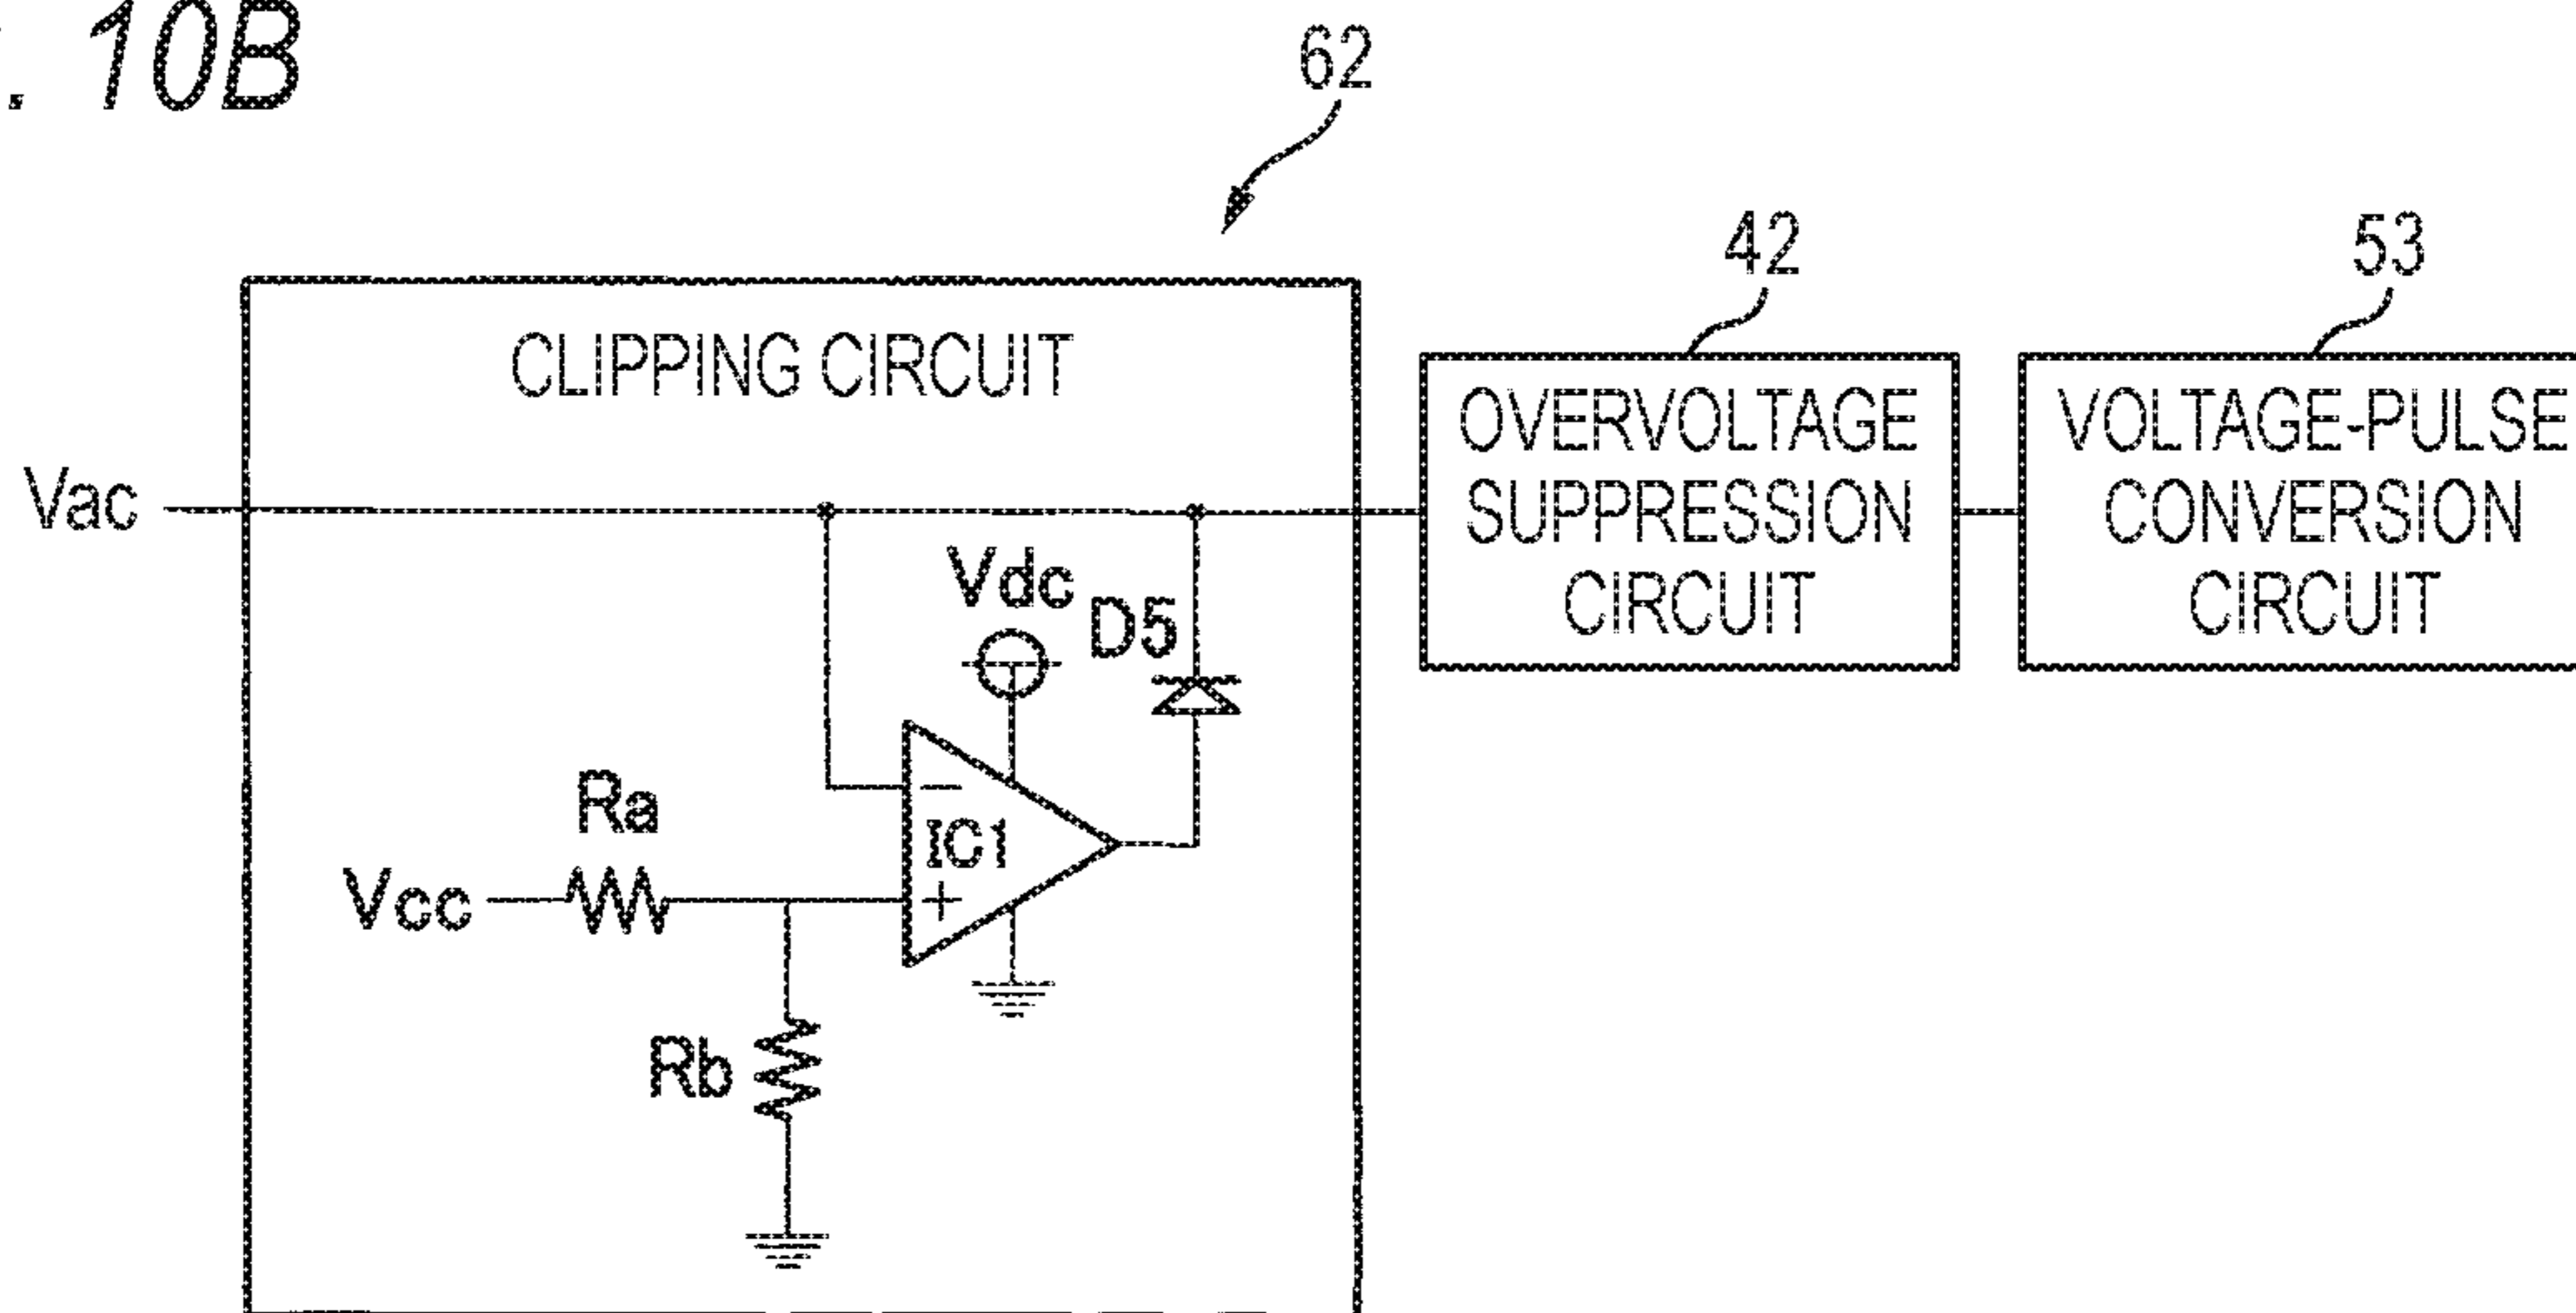 . 10B
62
42
53
CLIPPING CIRCUIT
OVERVOLTAGE
SUPPRESSION
CIRCUIT
VOLTAGE-PULSE
CONVERSION
CIRCUIT
Vac
Vdc
D5
Ra
−
IC1
+
Vcc
Rb